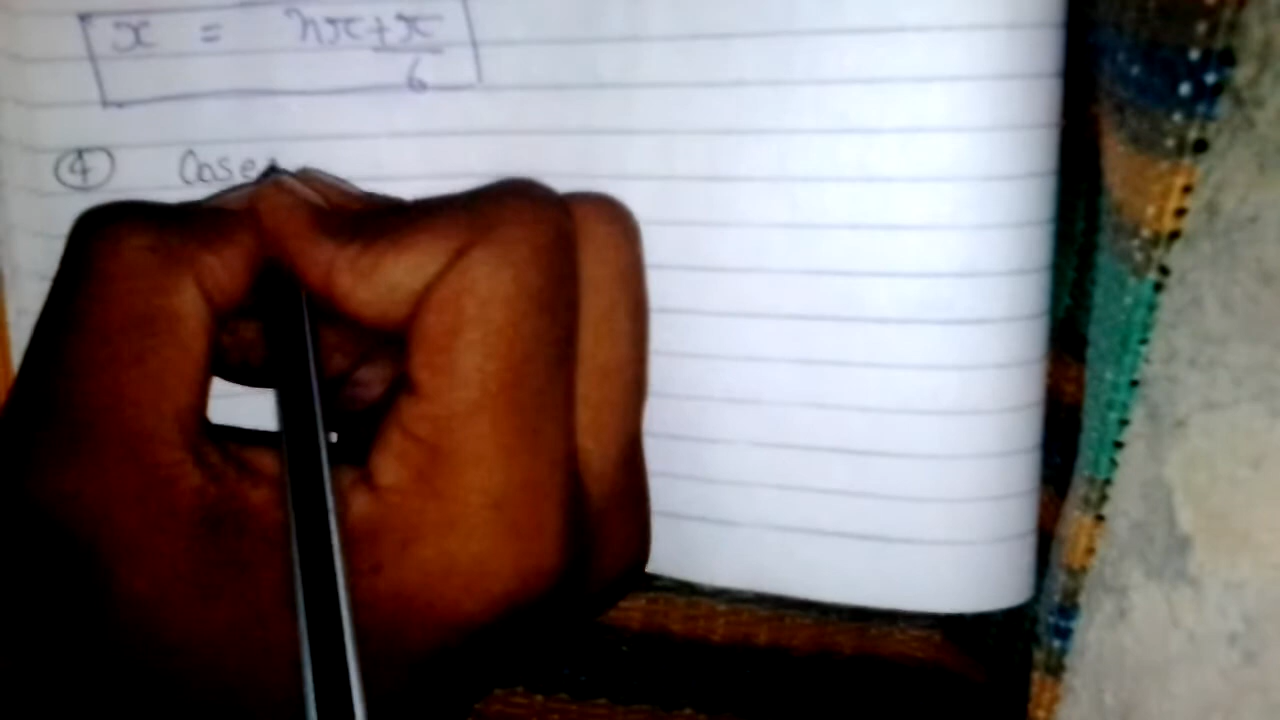 x = nπ+π/6
④ Cose